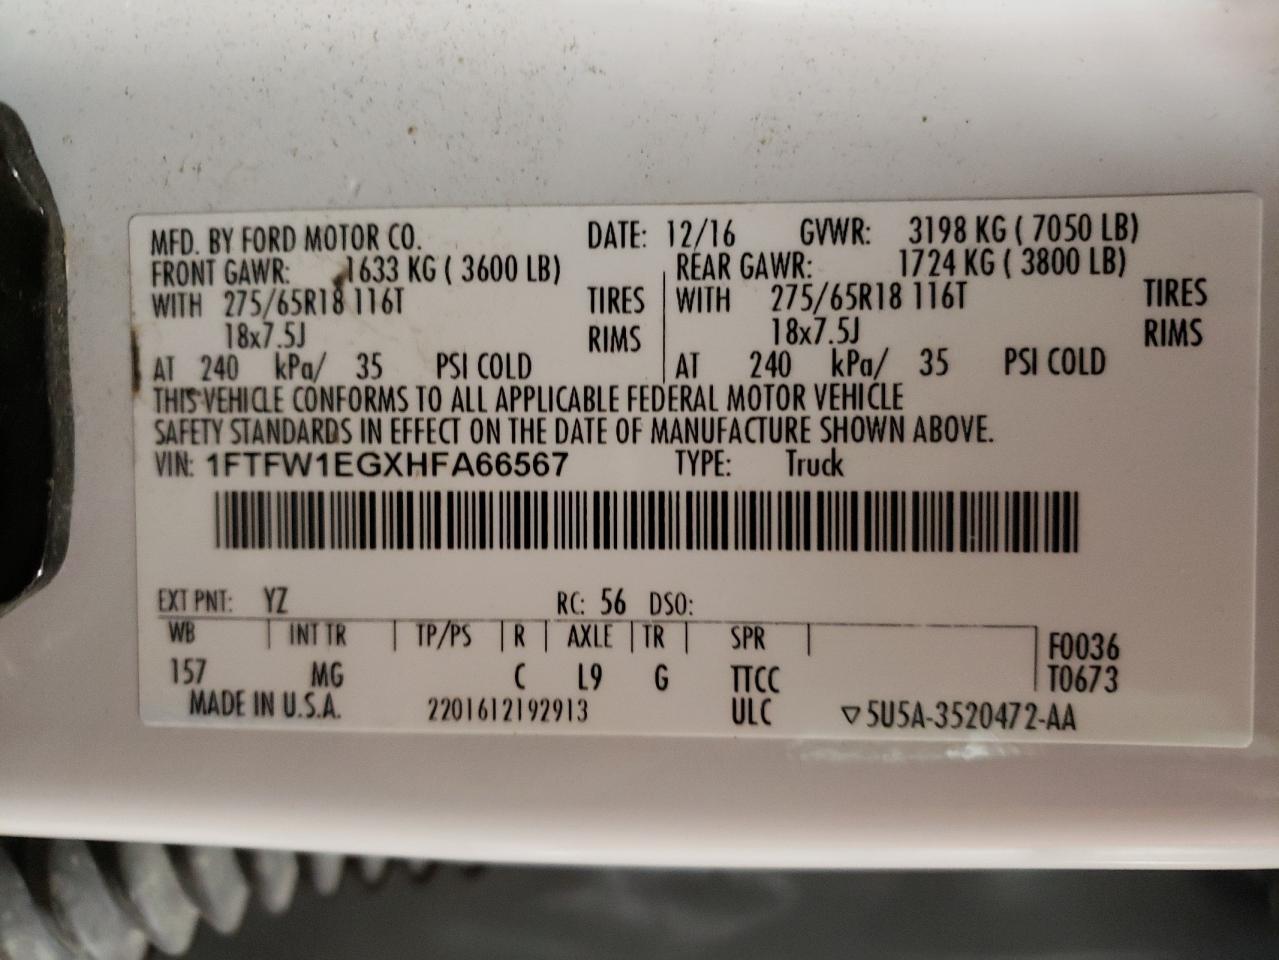 MFD. BY FORD MOTOR CO. DATE: 12/16 GVWR: 3198 KG ( 7050 LB)
FRONT GAWR: 1633 KG ( 3600 LB) REAR GAWR: 1724 KG ( 3800 LB)
WITH 275/65R18 116T TIRES WITH 275/65R18 116T TIRES
18x7.5J RIMS 18x7.5J RIMS
AT 240 kPa/ 35 PSI COLD AT 240 kPa/ 35 PSI COLD
THIS VEHICLE CONFORMS TO ALL APPLICABLE FEDERAL MOTOR VEHICLE
SAFETY STANDARDS IN EFFECT ON THE DATE OF MANUFACTURE SHOWN ABOVE.
VIN: 1FTFW1EGXHFA66567 TYPE: Truck
EXT PNT: YZ RC: 56 DSO:
WB | INT TR | TP/PS | R | AXLE | TR | SPR | F0036
157 MG C L9 G TTCC T0673
MADE IN U.S.A. 2201612192913 ULC ▽5U5A-3520472-AA